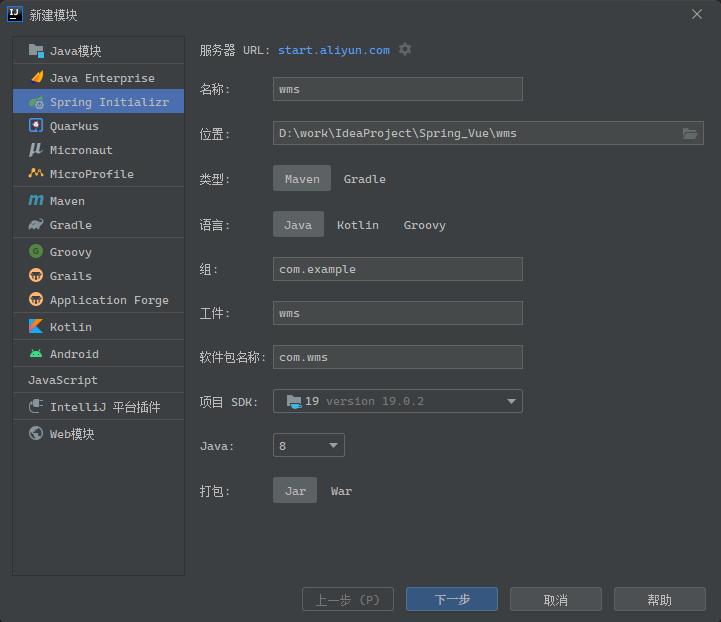 新建模块
Java模块
Java Enterprise
Spring Initializr
Quarkus
Micronaut
MicroProfile
Maven
Gradle
Groovy
Grails
Application Forge
Kotlin
Android
JavaScript
IntelliJ 平台插件
Web模块
服务器 URL: start.aliyun.com
名称: wms
位置: D:\work\IdeaProject\Spring_Vue\wms
类型: Maven Gradle
语言: Java Kotlin Groovy
组: com.example
工件: wms
软件包名称: com.wms
项目 SDK: 19 version 19.0.2
Java: 8
打包: Jar War
上一步 (P) 下一步 取消 帮助